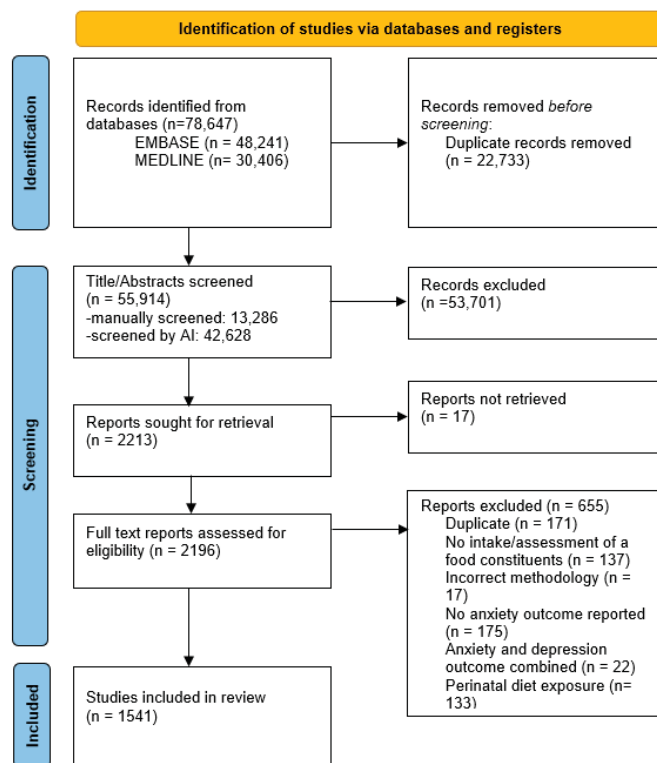 Identification of studies via databases and registers
Identification
Records identified from
databases (n=78,647)
EMBASE (n = 48,241)
MEDLINE (n= 30,406)
Records removed before
screening:
Duplicate records removed
(n = 22,733)
Screening
Title/Abstracts screened
(n = 55,914)
-manually screened: 13,286
-screened by AI: 42,628
Records excluded
(n =53,701)
Reports sought for retrieval
(n = 2213)
Reports not retrieved
(n = 17)
Full text reports assessed for
eligibility (n = 2196)
Reports excluded (n = 655)
Duplicate (n = 171)
No intake/assessment of a
food constituents (n = 137)
Incorrect methodology (n =
17)
No anxiety outcome reported
(n = 175)
Anxiety and depression
outcome combined (n = 22)
Perinatal diet exposure (n=
133)
Included
Studies included in review
(n = 1541)